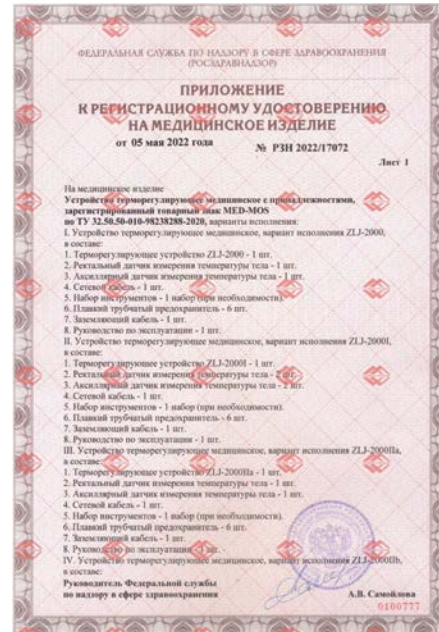 ФЕДЕРАЛЬНАЯ СЛУЖБА ПО НАДЗОРУ В СФЕРЕ ЗДРАВООХРАНЕНИЯ
(РОСЗДРАВНАДЗОР)
ПРИЛОЖЕНИЕ
К РЕГИСТРАЦИОННОМУ УДОСТОВЕРЕНИЮ
НА МЕДИЦИНСКОЕ ИЗДЕЛИЕ
от 05 мая 2022 года № РЗН 2022/17072
Лист 1
На медицинское изделие
Устройство терморегулирующее медицинское с принадлежностями,
зарегистрированный товарный знак MED-MOS
по ТУ 32.50.50-010-98238288-2020, варианты исполнения:
I. Устройство терморегулирующее медицинское, вариант исполнения ZLJ-2000,
в составе:
1. Терморегулирующее устройство ZLJ-2000 - 1 шт.
2. Ректальный датчик измерения температуры тела - 1 шт.
3. Аксиллярный датчик измерения температуры тела - 1 шт.
4. Сетевой кабель - 1 шт.
5. Набор инструментов - 1 набор (при необходимости).
6. Плавкий трубчатый предохранитель - 6 шт.
7. Заземляющий кабель - 1 шт.
8. Руководство по эксплуатации - 1 шт.
II. Устройство терморегулирующее медицинское, вариант исполнения ZLJ-2000I,
в составе:
1. Терморегулирующее устройство ZLJ-2000I - 1 шт.
2. Ректальный датчик измерения температуры тела - 2 шт.
3. Аксиллярный датчик измерения температуры тела - 2 шт.
4. Сетевой кабель - 1 шт.
5. Набор инструментов - 1 набор (при необходимости).
6. Плавкий трубчатый предохранитель - 6 шт.
7. Заземляющий кабель - 1 шт.
8. Руководство по эксплуатации - 1 шт.
III. Устройство терморегулирующее медицинское, вариант исполнения ZLJ-2000IIa,
в составе:
1. Терморегулирующее устройство ZLJ-2000IIa - 1 шт.
2. Ректальный датчик измерения температуры тела - 1 шт.
3. Аксиллярный датчик измерения температуры тела - 1 шт.
4. Сетевой кабель - 1 шт.
5. Набор инструментов - 1 набор (при необходимости).
6. Плавкий трубчатый предохранитель - 6 шт.
7. Заземляющий кабель - 1 шт.
8. Руководство по эксплуатации - 1 шт.
IV. Устройство терморегулирующее медицинское, вариант исполнения ZLJ-2000IIb,
в составе:
Руководитель Федеральной службы
по надзору в сфере здравоохранения А.В. Самойлова
0100777